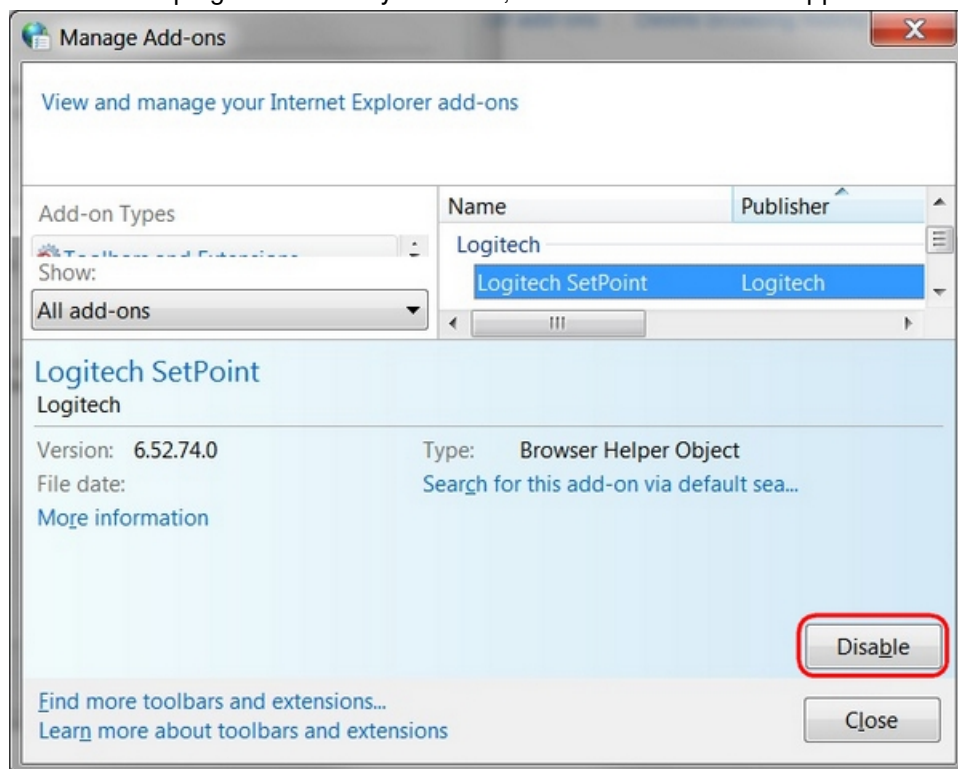 Manage Add-ons
View and manage your Internet Explorer add-ons
Add-on Types
Name Publisher
Logitech
Toolbars and Extensions
Show:
Logitech SetPoint Logitech
All add-ons
Logitech SetPoint
Logitech
Version: 6.52.74.0 Type: Browser Helper Object
File date: Search for this add-on via default sea...
More information
Disable
Find more toolbars and extensions...
Learn more about toolbars and extensions
Close